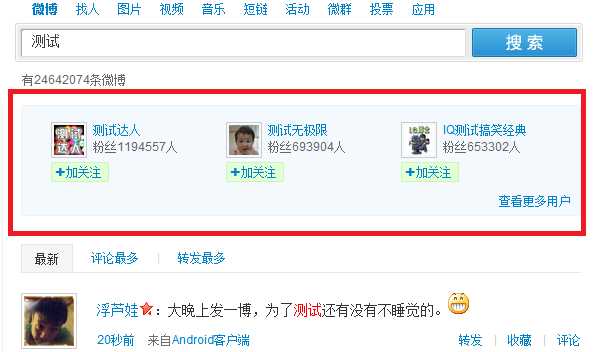 微博 找人 图片 视频 音乐 短链 活动 微群 投票 应用
测试 搜索
有24642074条微博
测试达人 测试无极限 IQ测试搞笑经典
粉丝1194557人 粉丝693904人 粉丝653302人
+加关注 +加关注 +加关注
查看更多用户
最新 评论最多 | 转发最多
浮芦娃：大晚上发一博，为了测试还有没有不睡觉的。
20秒前 来自Android客户端 转发 | 收藏 | 评论